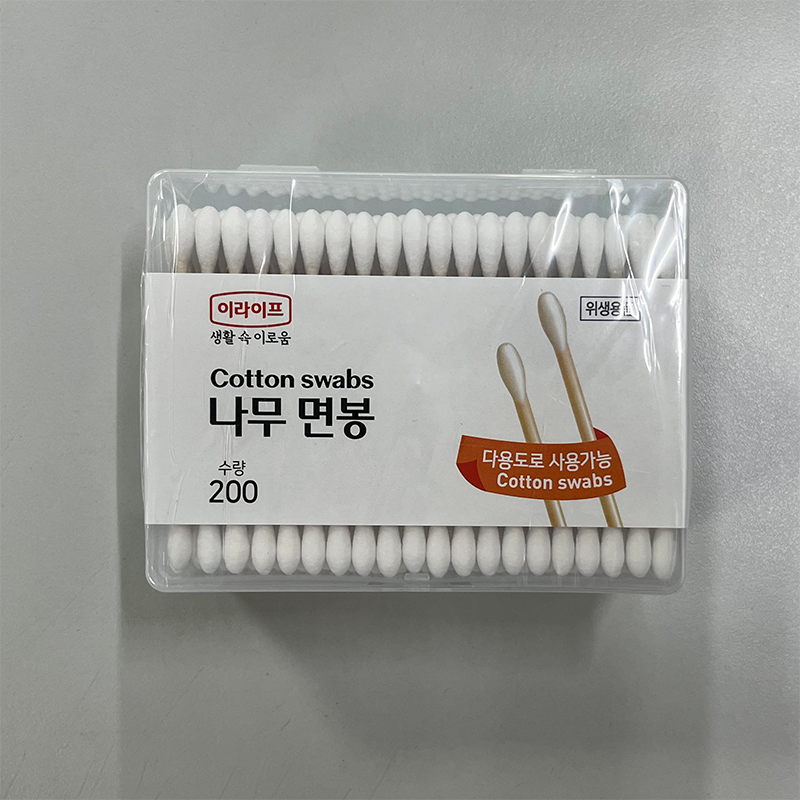 이라이프
생활 속 이로움
위생용품
Cotton swabs
나무 면봉
수량
200
다용도로 사용가능
Cotton swabs